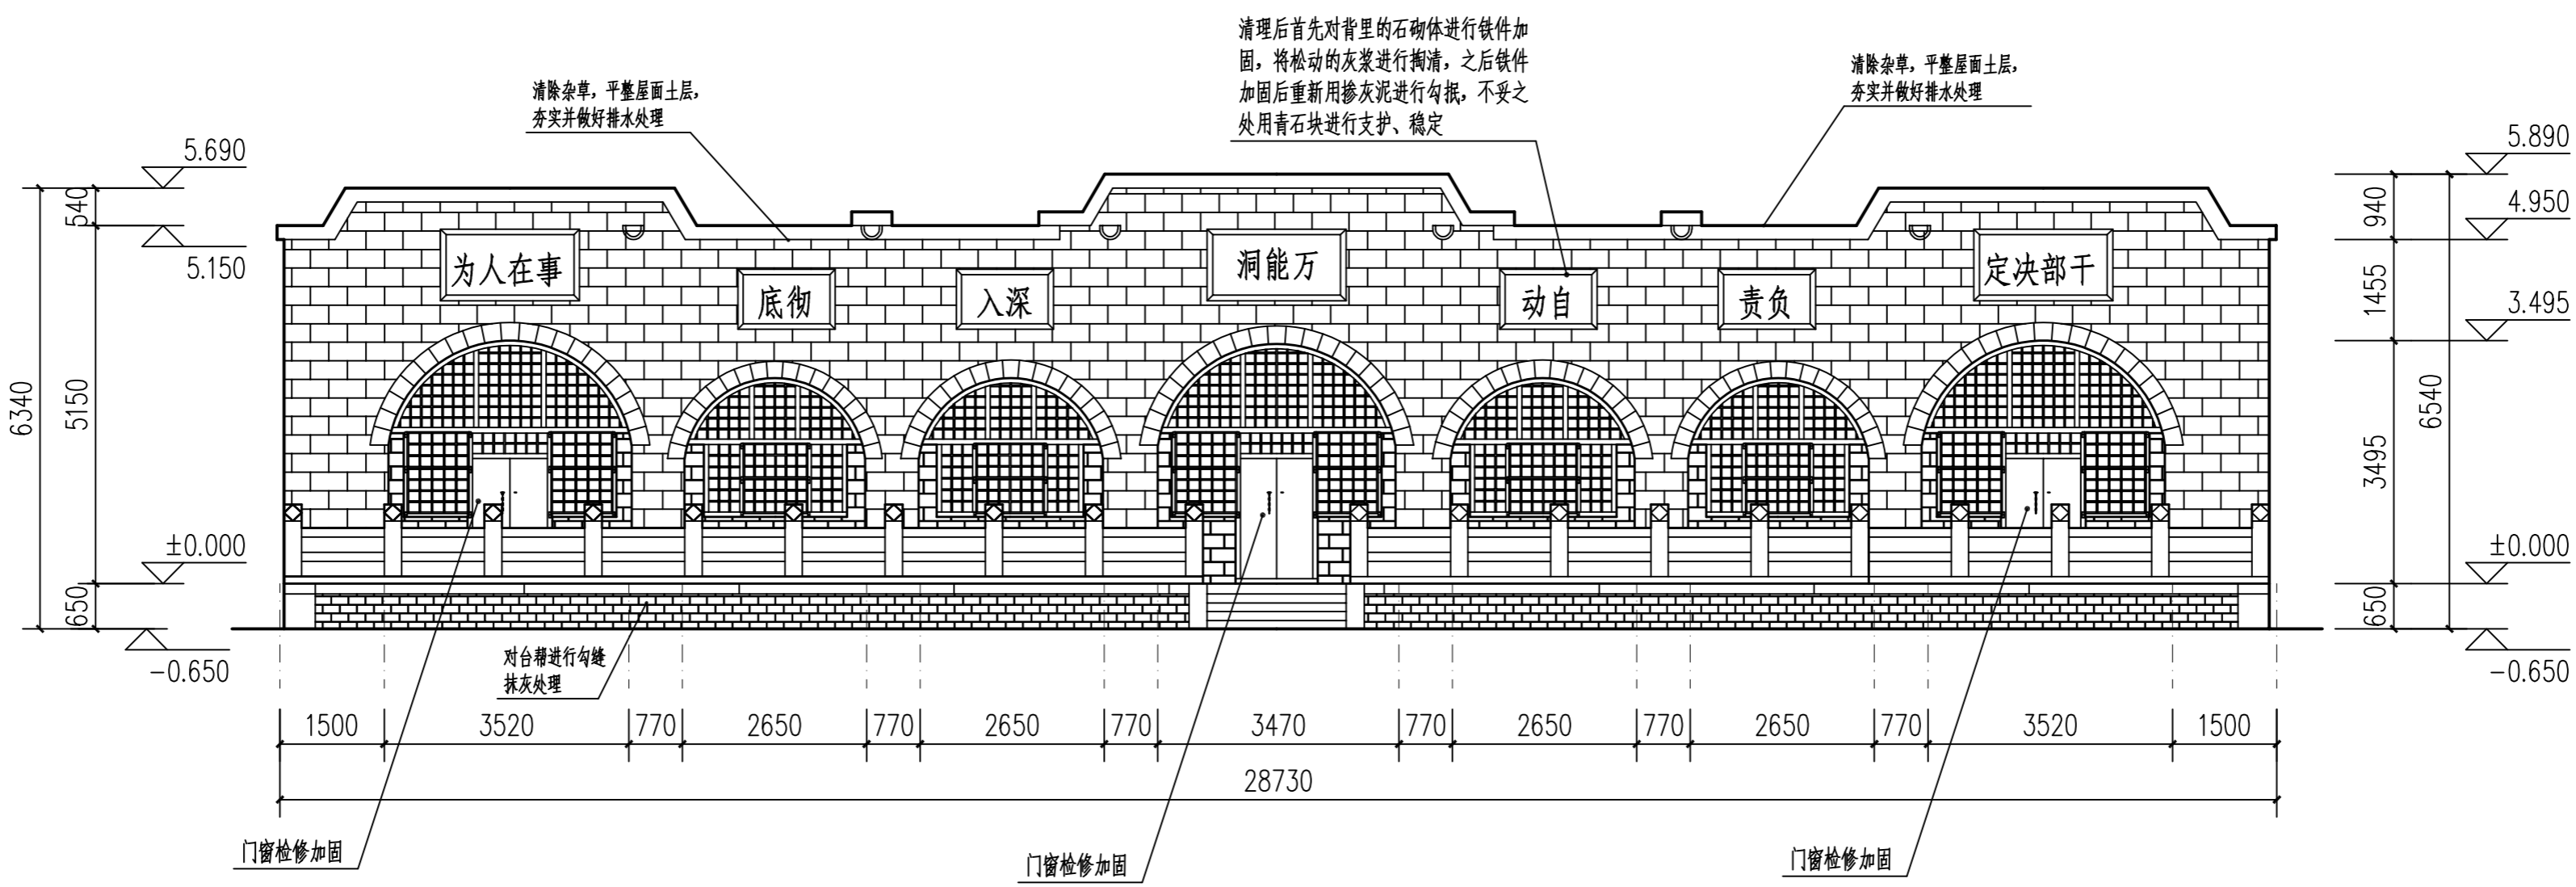 清理后首先对背里的石砌体进行铁件加
固，将松动的灰浆进行掏清，之后铁件
加固后重新用掺灰泥进行勾抿，不妥之
处用青石块进行支护、稳定
清除杂草，平整屋面土层，
夯实并做好排水处理
清除杂草，平整屋面土层，
夯实并做好排水处理
5.690
5.150
±0.000
-0.650
540
5150
650
6340
5.890
4.950
3.495
±0.000
-0.650
940
1455
3495
650
6540
为人在事
底彻
入深
洞能万
动自
责负
定决部干
对台帮进行勾缝
抹灰处理
1500 3520 770 2650 770 2650 770 3470 770 2650 770 2650 770 3520 1500
28730
门窗检修加固
门窗检修加固
门窗检修加固